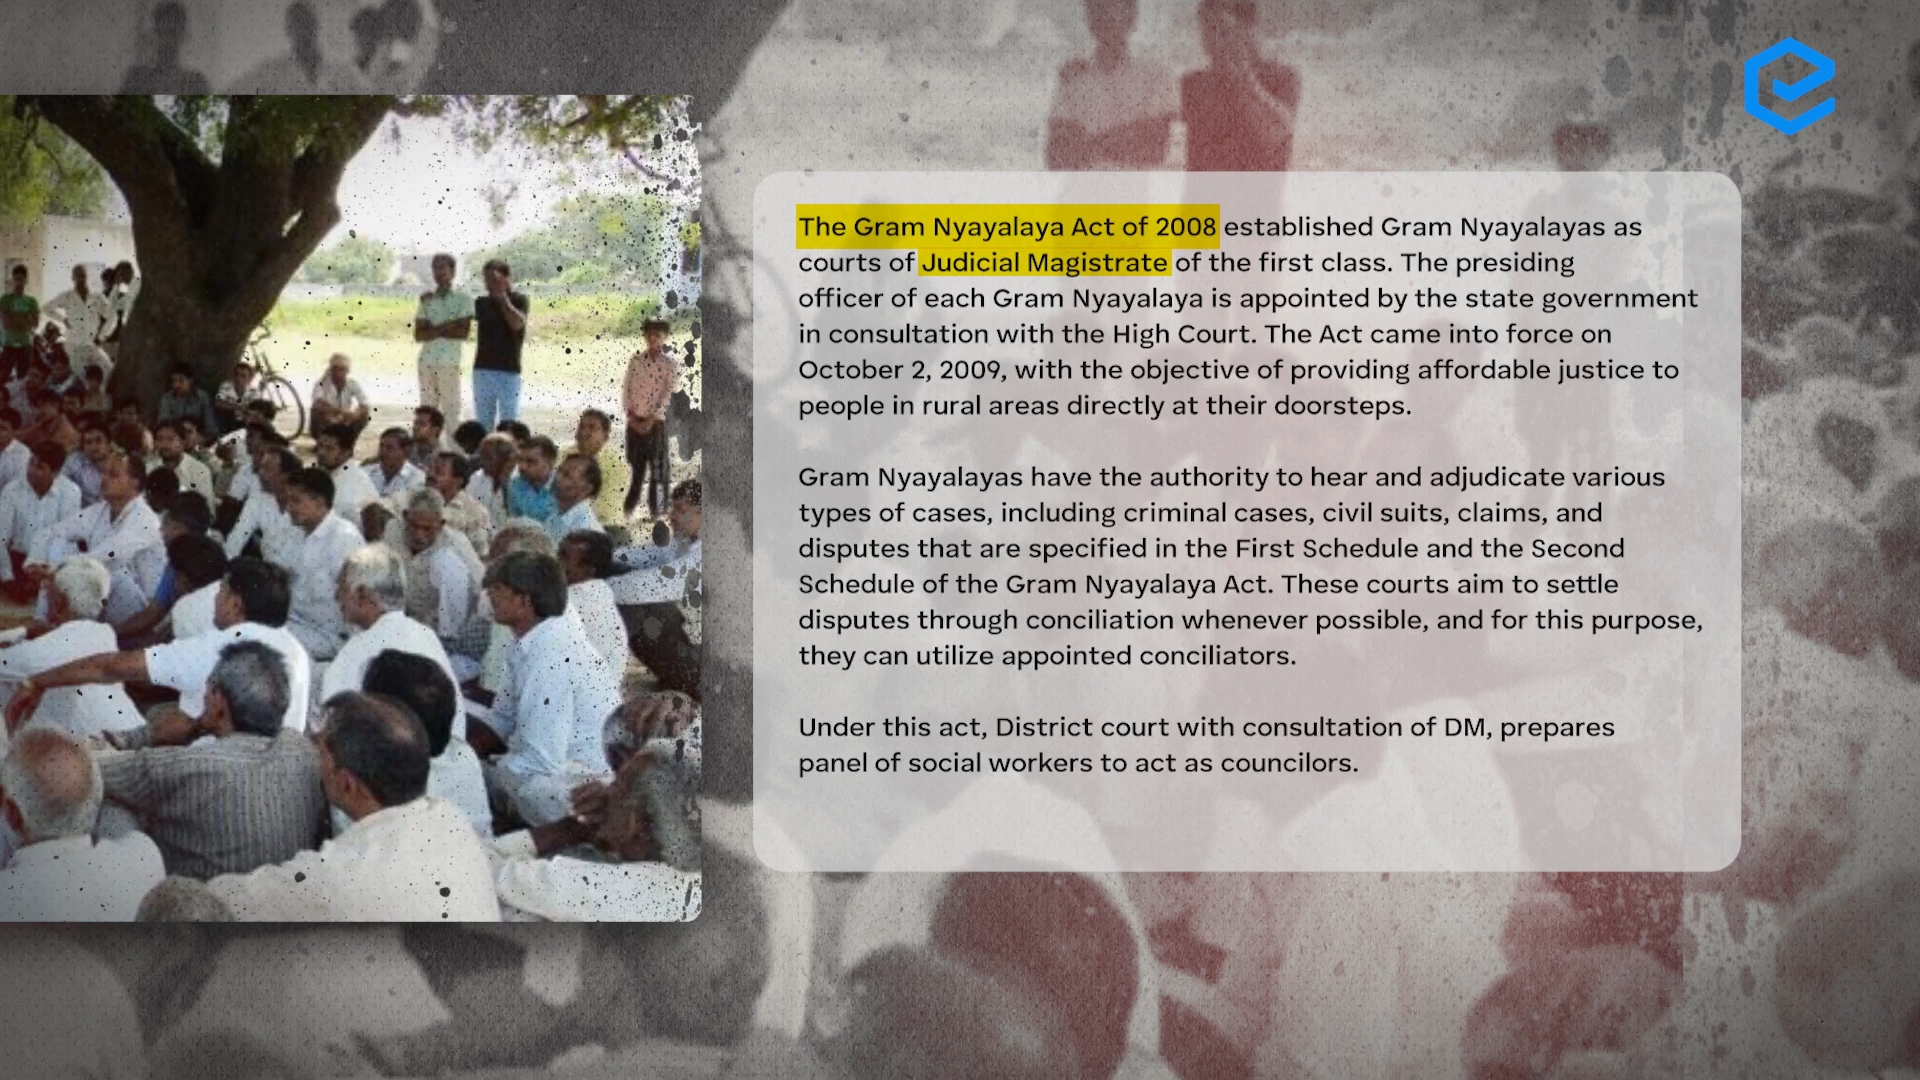 The Gram Nyayalaya Act of 2008 established Gram Nyayalayas as
courts of Judicial Magistrate of the first class. The presiding
officer of each Gram Nyayalaya is appointed by the state government
in consultation with the High Court. The Act came into force on
October 2, 2009, with the objective of providing affordable justice to
people in rural areas directly at their doorsteps.
Gram Nyayalayas have the authority to hear and adjudicate various
types of cases, including criminal cases, civil suits, claims, and
disputes that are specified in the First Schedule and the Second
Schedule of the Gram Nyayalaya Act. These courts aim to settle
disputes through conciliation whenever possible, and for this purpose,
they can utilize appointed conciliators.
Under this act, District court with consultation of DM, prepares
panel of social workers to act as councilors.